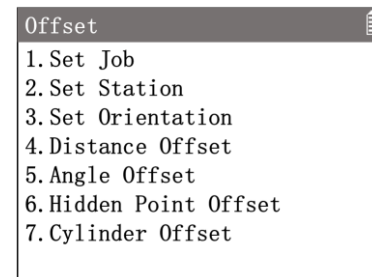 Offset
1. Set Job
2. Set Station
3. Set Orientation
4. Distance Offset
5. Angle Offset
6. Hidden Point Offset
7. Cylinder Offset